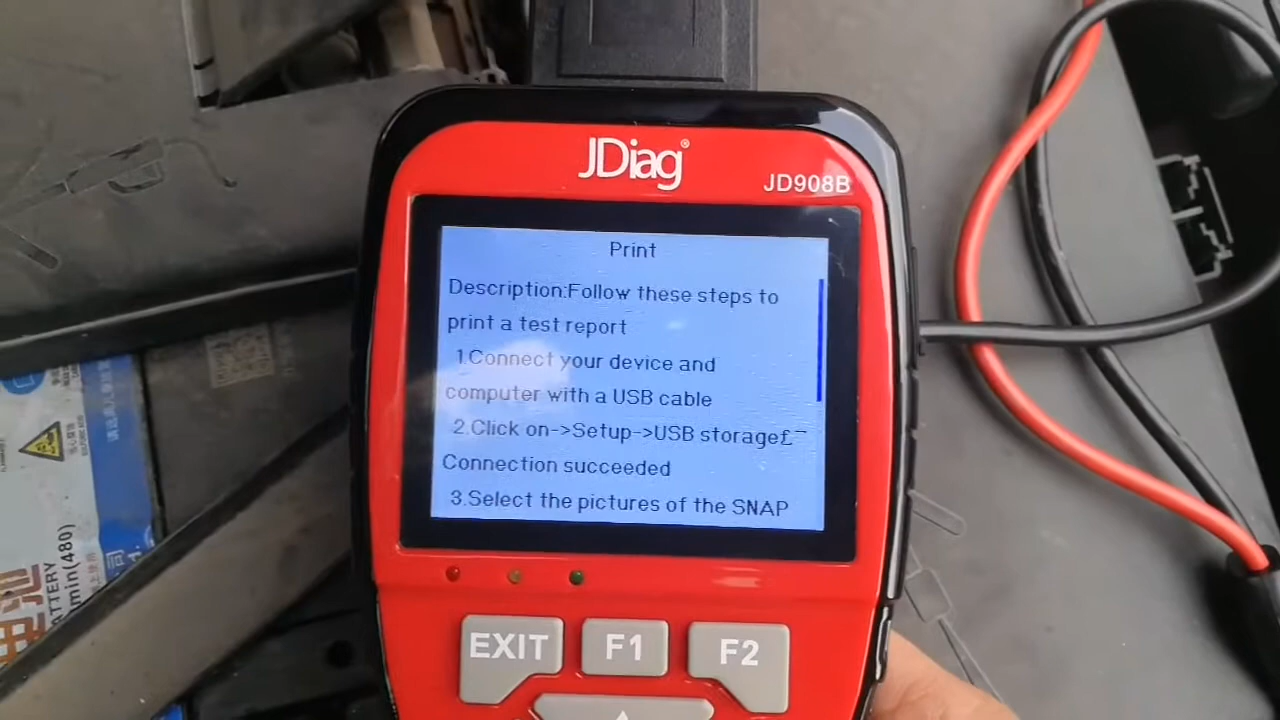 JDiag®
JD908B
Print
Description:Follow these steps to
print a test report
1.Connect your device and
computer with a USB cable
2.Click on->Setup->USB storage£¯
Connection succeeded
3.Select the pictures of the SNAP
EXIT
F1
F2
min(480)